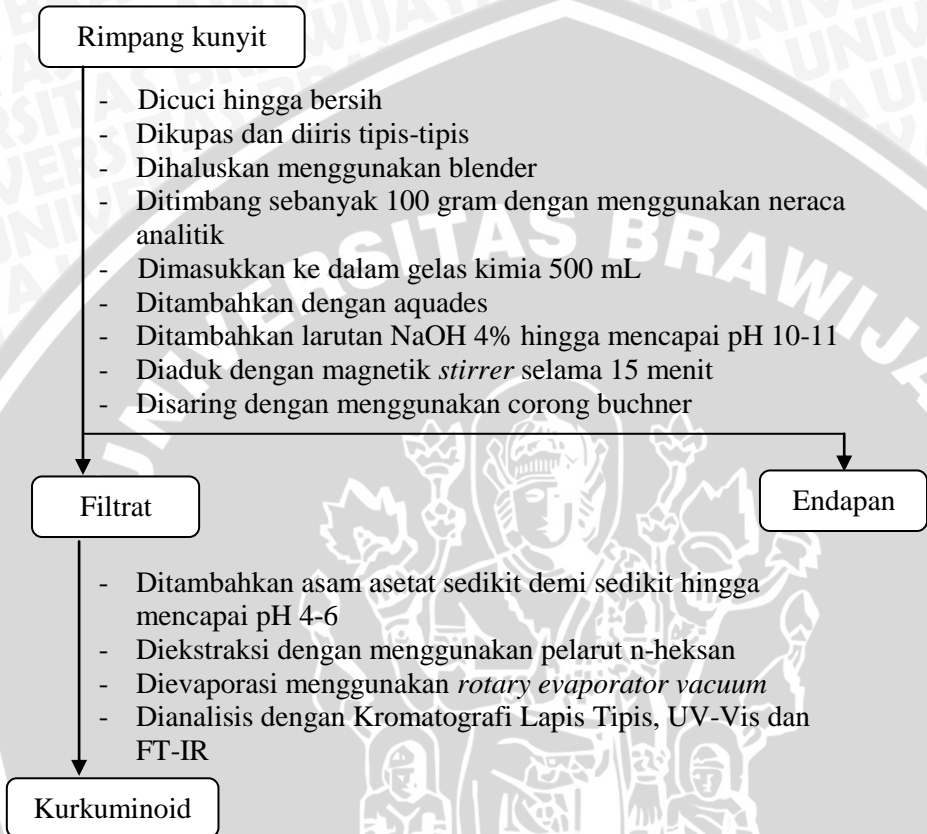 Rimpang kunyit
- Dicuci hingga bersih
- Dikupas dan diiris tipis-tipis
- Dihaluskan menggunakan blender
- Ditimbang sebanyak 100 gram dengan menggunakan neraca
analitik
- Dimasukkan ke dalam gelas kimia 500 mL
- Ditambahkan dengan aquades
- Ditambahkan larutan NaOH 4% hingga mencapai pH 10-11
- Diaduk dengan magnetik stirrer selama 15 menit
- Disaring dengan menggunakan corong buchner
Filtrat
Endapan
- Ditambahkan asam asetat sedikit demi sedikit hingga
mencapai pH 4-6
- Diekstraksi dengan menggunakan pelarut n-heksan
- Dievaporasi menggunakan rotary evaporator vacuum
- Dianalisis dengan Kromatografi Lapis Tipis, UV-Vis dan
FT-IR
Kurkuminoid
UNIVERSITAS BRAWIJA